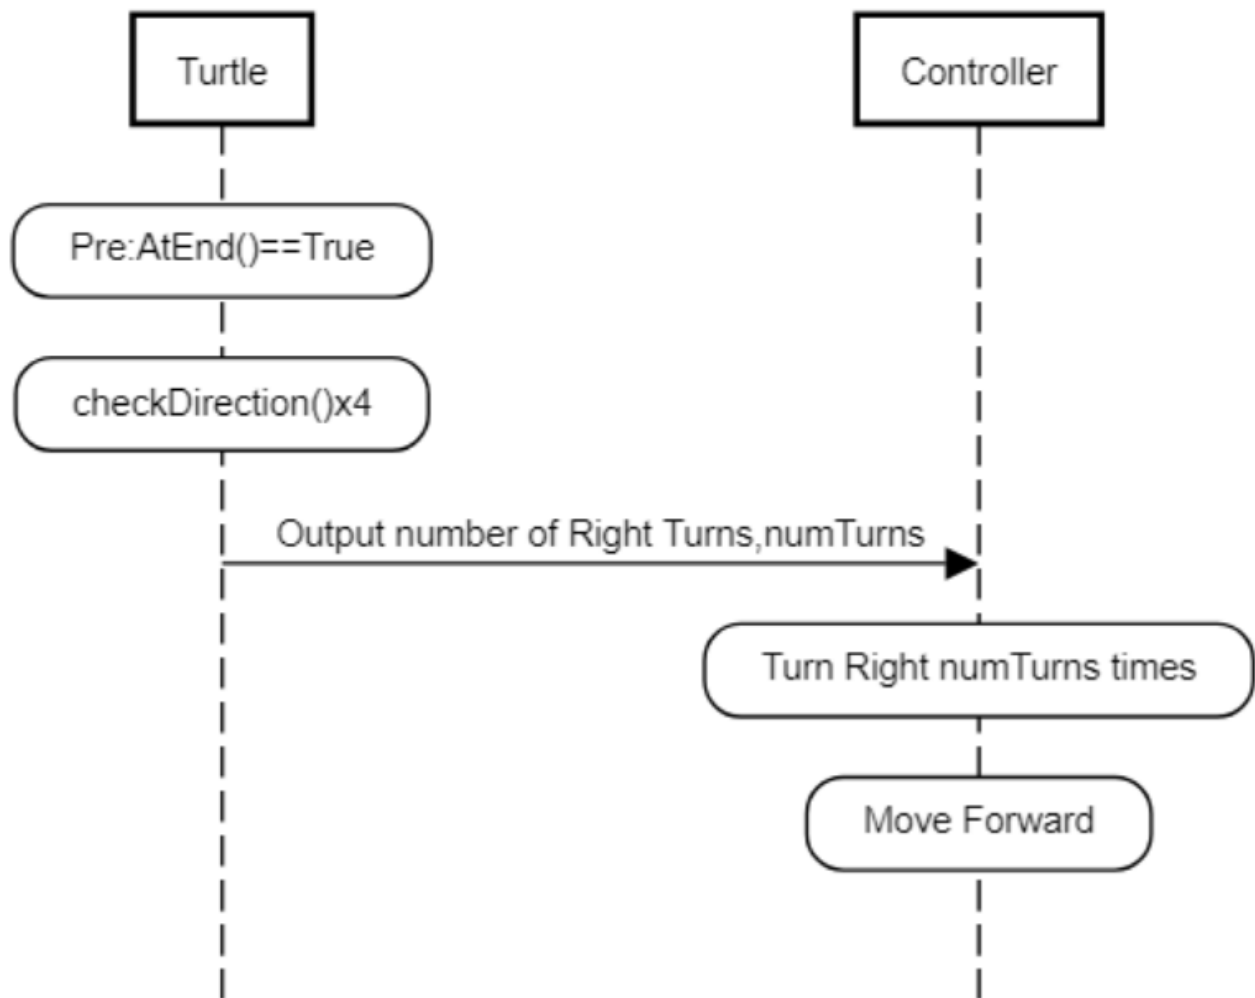 Turtle
Controller
Pre:AtEnd()==True
checkDirection()x4
Output number of Right Turns,numTurns
Turn Right numTurns times
Move Forward